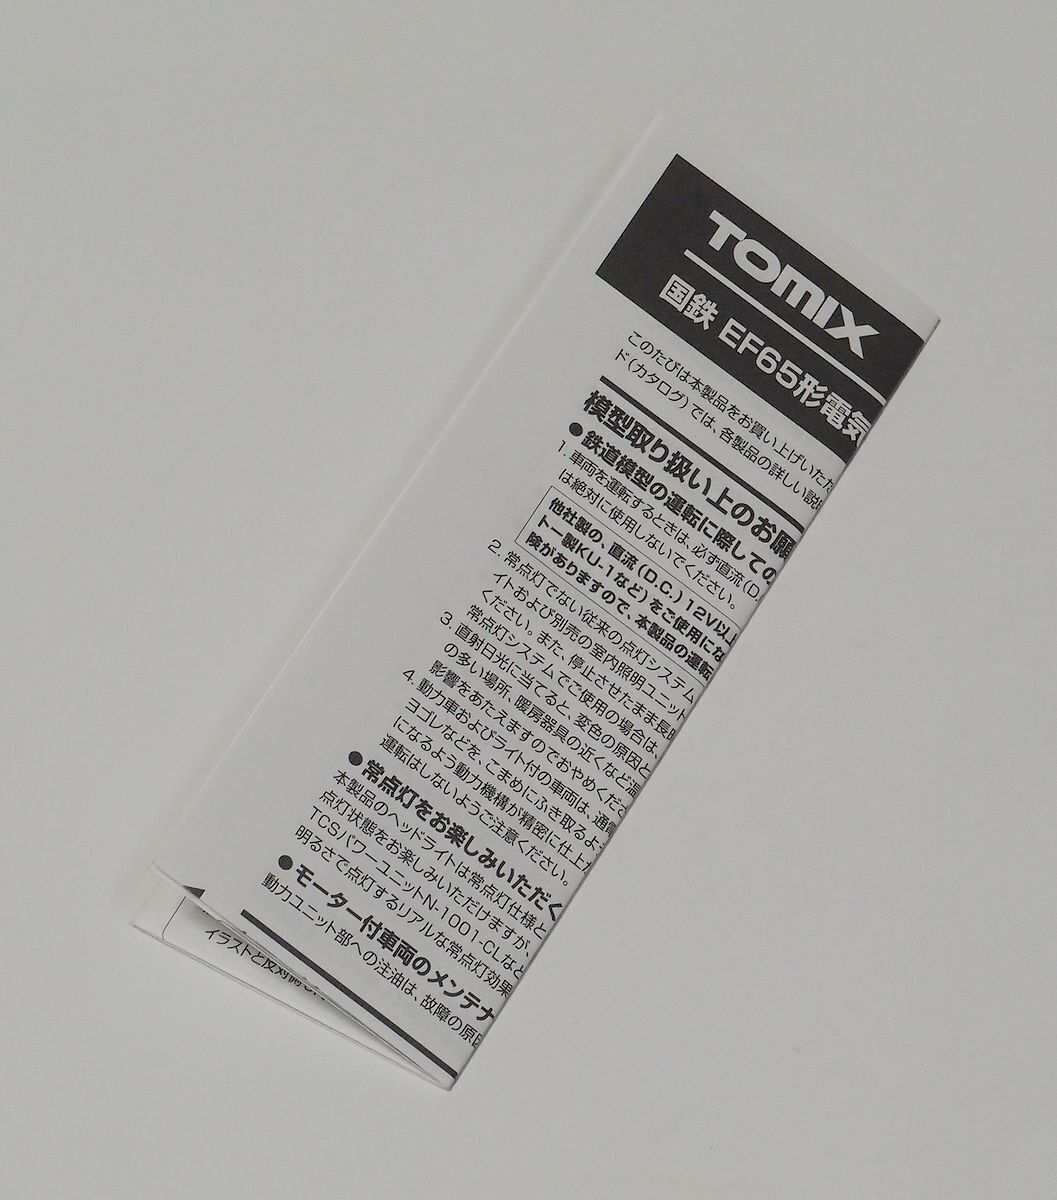 TOMIX
国鉄 EF65形電気
このたびは本製品をお買い上げいただ
ド(カタログ)では、各製品の詳しい説
模型取り扱い上のお願
●鉄道模型の運転に際しての
1. 車両を運転するときは、必ず直流(D.
は絶対に使用しないでください。
他社製の、直流(D.C.)12V以上
トー製KU-1など)をご使用にな
険がありますので、本製品の運転
2. 常点灯でない従来の点灯システム
イトおよび別売の室内照明ユニット
ください。また、停止させたまま長
常点灯システムでご使用の場合は、
3. 直射日光に当てると、変色の原因と
の多い場所、暖房器具の近くなど温
影響をあたえますのでおやめくださ
4. 動力車およびライト付の車両は、通電
ヨゴレなどを、こまめにふき取るよ
になるよう動力機構が精密に仕上
運転はしないようご注意ください。
●常点灯をお楽しみいただく
本製品のヘッドライトは常点灯仕様と
点灯状態をお楽しみいただけますが、
TCSパワーユニットN-1001-CLなど
明るさで点灯するリアルな常点灯効果
●モーター付車両のメンテナ
動力ユニット部への注油は、故障の原因
イラストと反対側